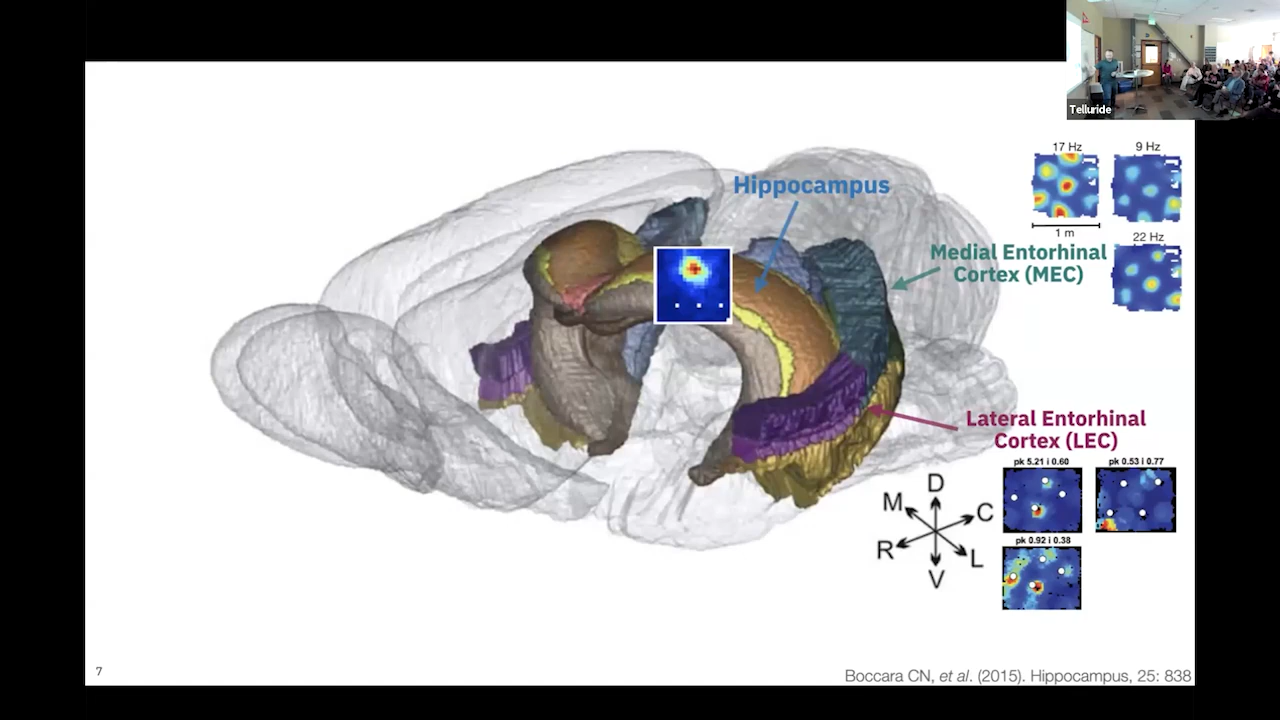 Telluride
17 Hz
9 Hz
1 m
22 Hz
Hippocampus
Medial Entorhinal
Cortex (MEC)
Lateral Entorhinal
Cortex (LEC)
pk 5.21 i 0.60
pk 0.53 i 0.77
pk 0.92 i 0.38
D
M
C
R
L
V
7
Boccara CN, et al. (2015). Hippocampus, 25: 838